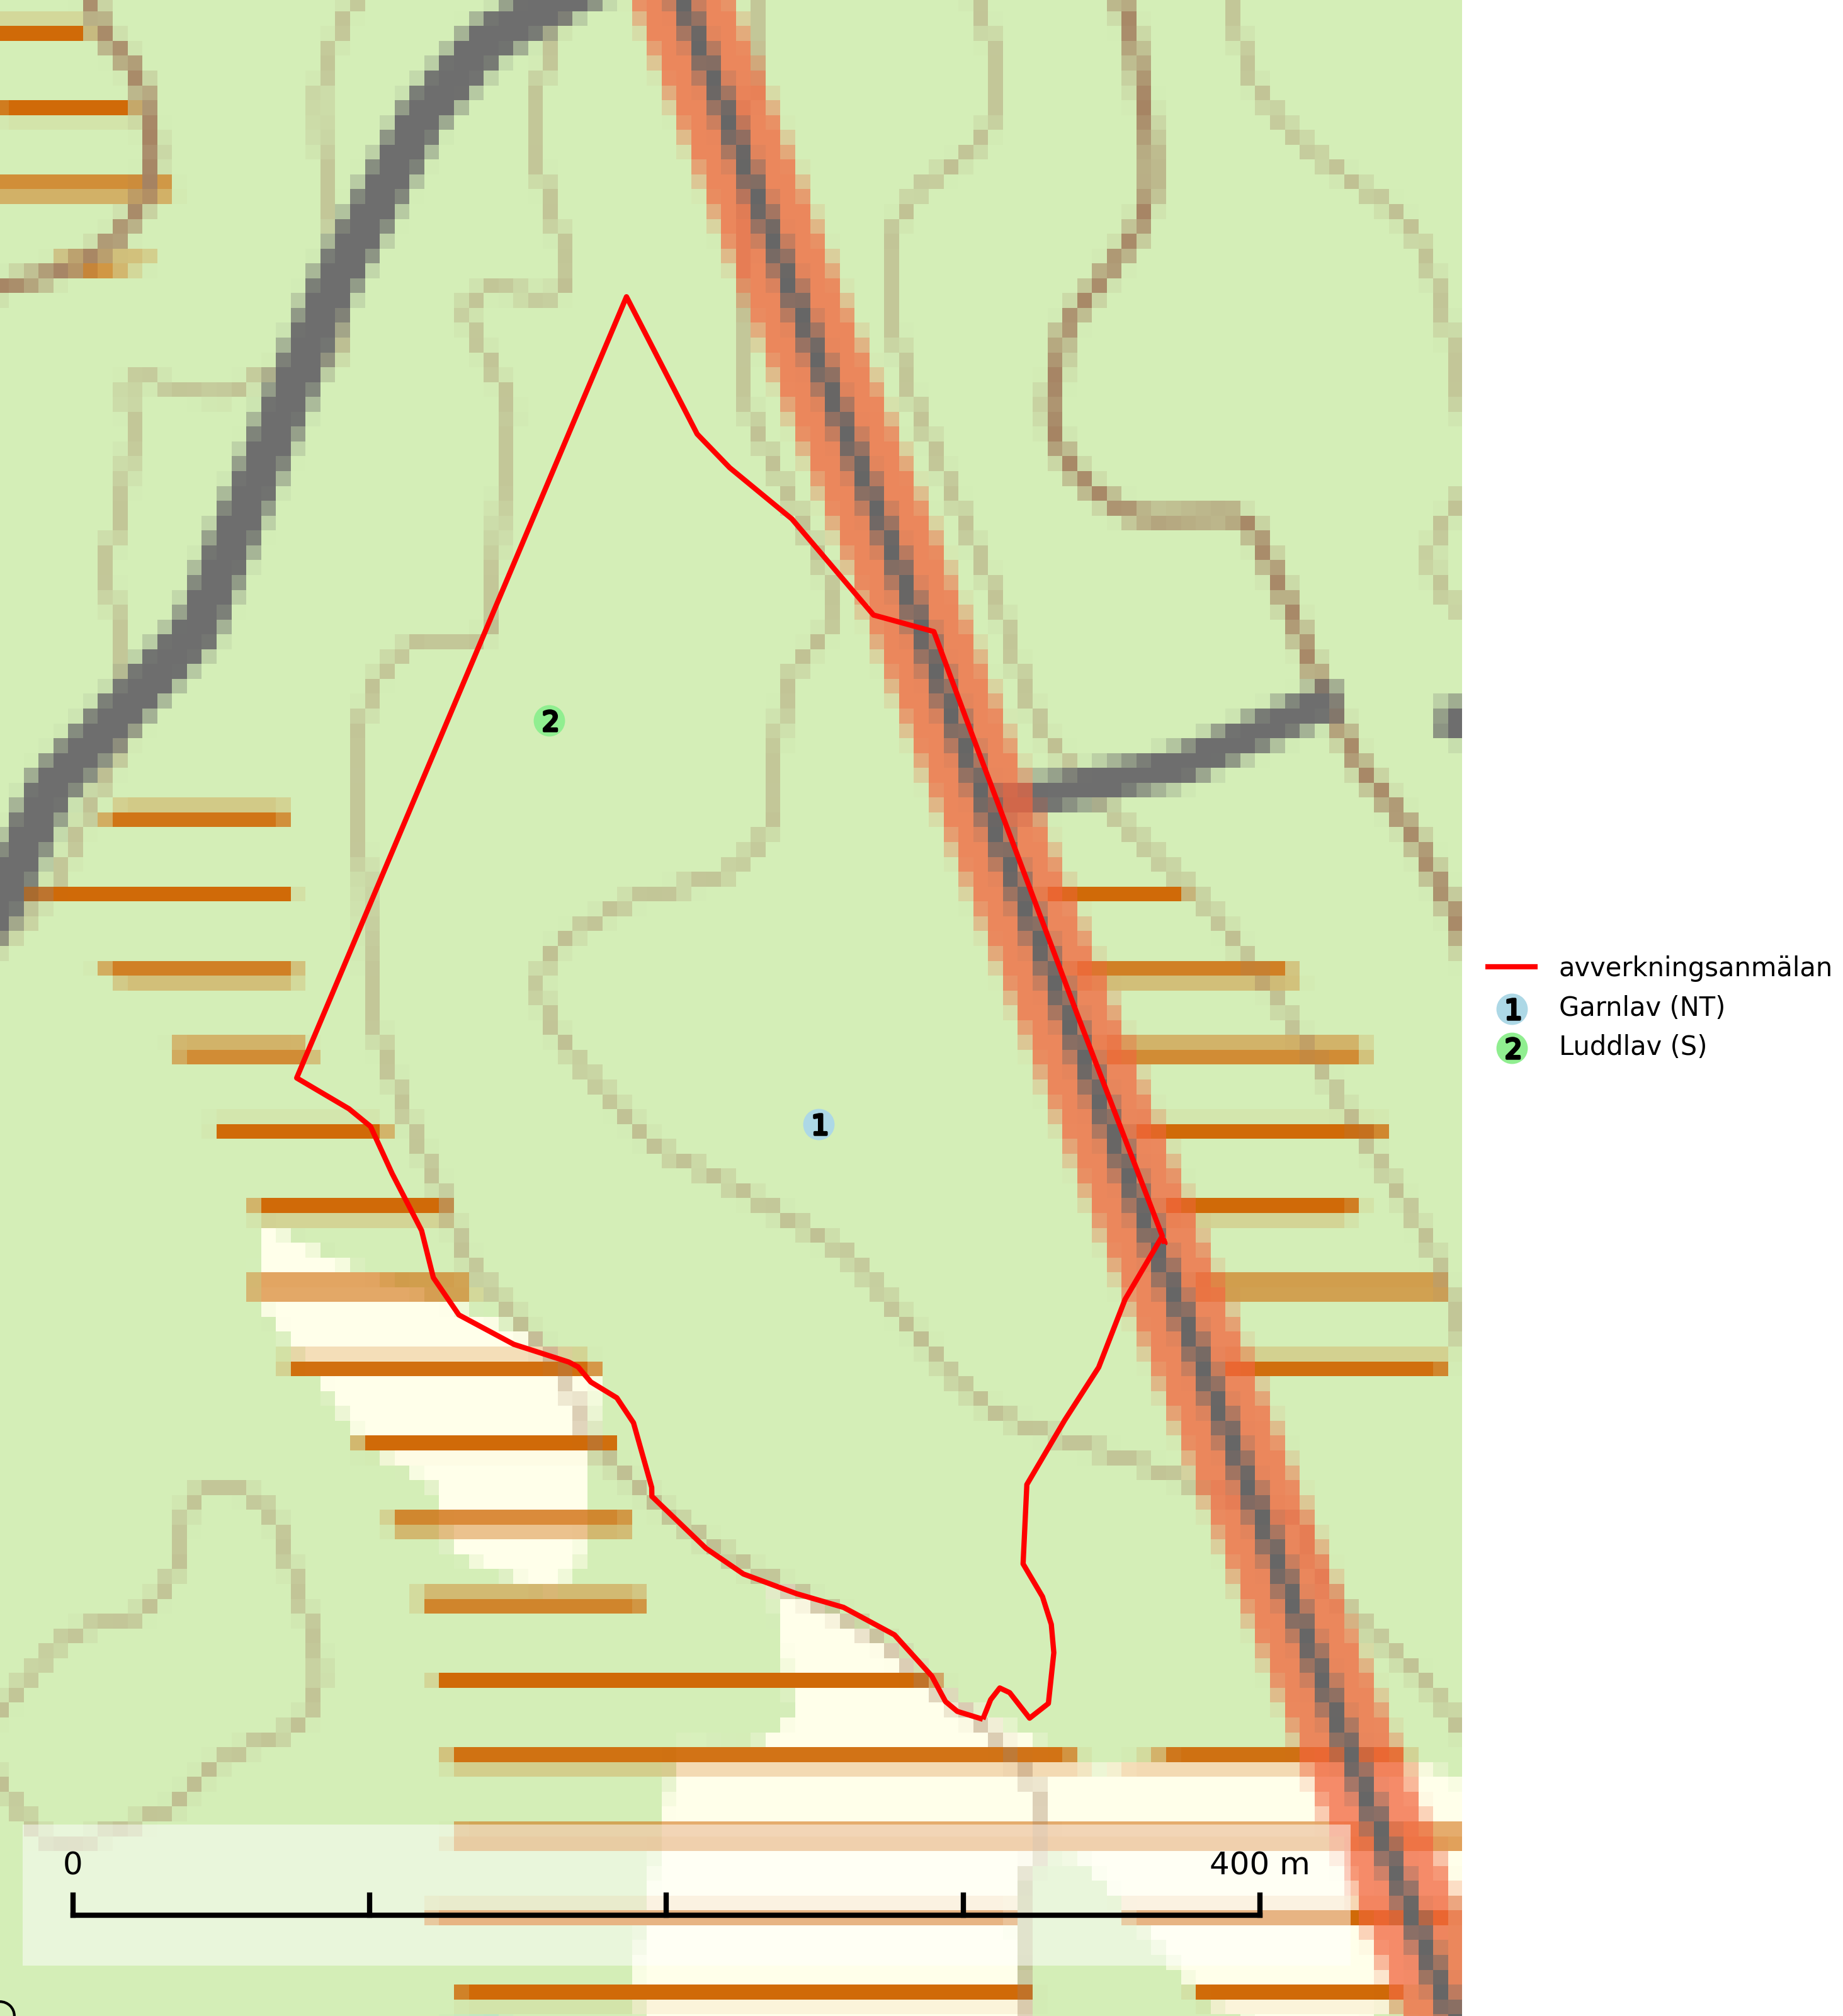 2
1
avverkningsanmälan
1 Garnlav (NT)
2 Luddlav (S)
0 400 m